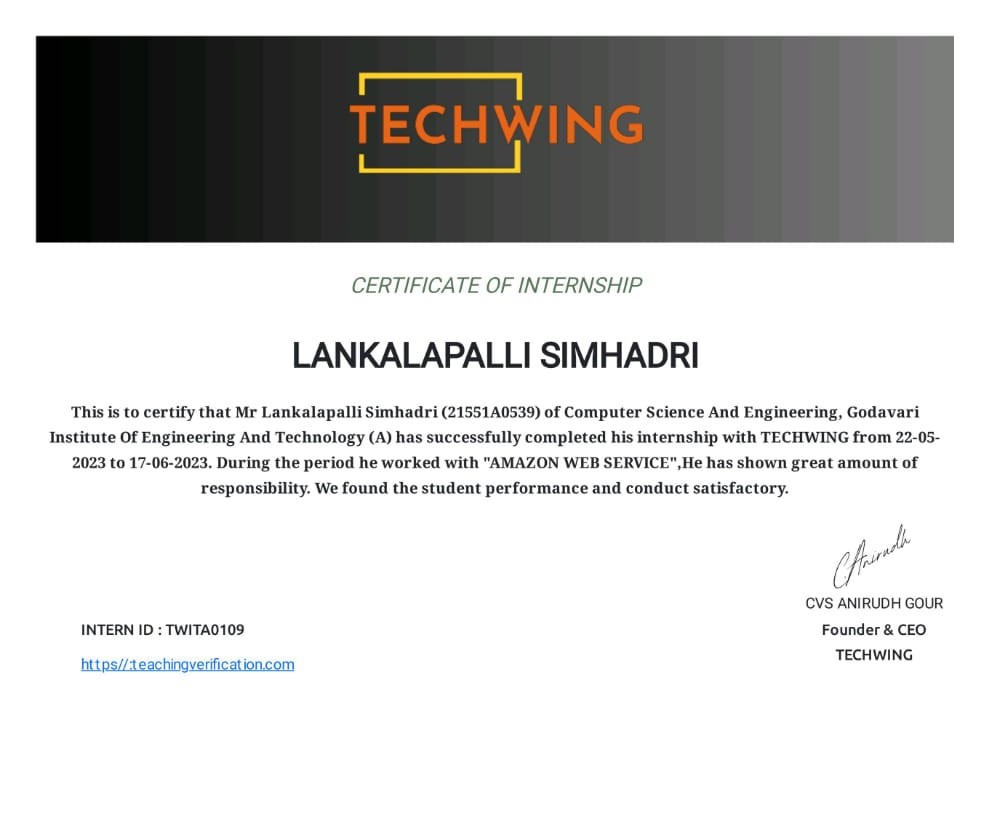 TECHWING
CERTIFICATE OF INTERNSHIP
LANKALAPALLI SIMHADRI
This is to certify that Mr Lankalapalli Simhadri (21551A0539) of Computer Science And Engineering, Godavari
Institute Of Engineering And Technology (A) has successfully completed his internship with TECHWING from 22-05-
2023 to 17-06-2023. During the period he worked with "AMAZON WEB SERVICE",He has shown great amount of
responsibility. We found the student performance and conduct satisfactory.
C.Anirudh
CVS ANIRUDH GOUR
INTERN ID : TWITA0109
Founder & CEO
TECHWING
https//:teachingverification.com